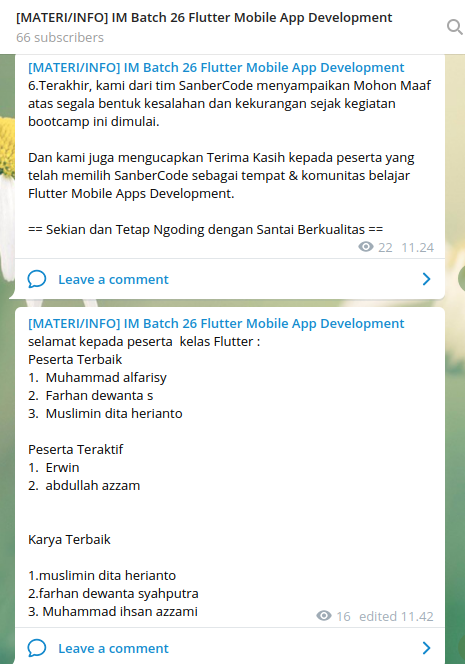 [MATERI/INFO] IM Batch 26 Flutter Mobile App Development
66 subscribers
[MATERI/INFO] IM Batch 26 Flutter Mobile App Development
6.Terakhir, kami dari tim SanberCode menyampaikan Mohon Maaf
atas segala bentuk kesalahan dan kekurangan sejak kegiatan
bootcamp ini dimulai.
Dan kami juga mengucapkan Terima Kasih kepada peserta yang
telah memilih SanberCode sebagai tempat & komunitas belajar
Flutter Mobile Apps Development.
== Sekian dan Tetap Ngoding dengan Santai Berkualitas ==
22 11.24
Leave a comment
[MATERI/INFO] IM Batch 26 Flutter Mobile App Development
selamat kepada peserta  kelas Flutter :
Peserta Terbaik
1.  Muhammad alfarisy
2.  Farhan dewanta s
3.  Muslimin dita herianto
Peserta Teraktif
1.  Erwin
2.  abdullah azzam
Karya Terbaik
1.muslimin dita herianto
2.farhan dewanta syahputra
3. Muhammad ihsan azzami
16 edited 11.42
Leave a comment